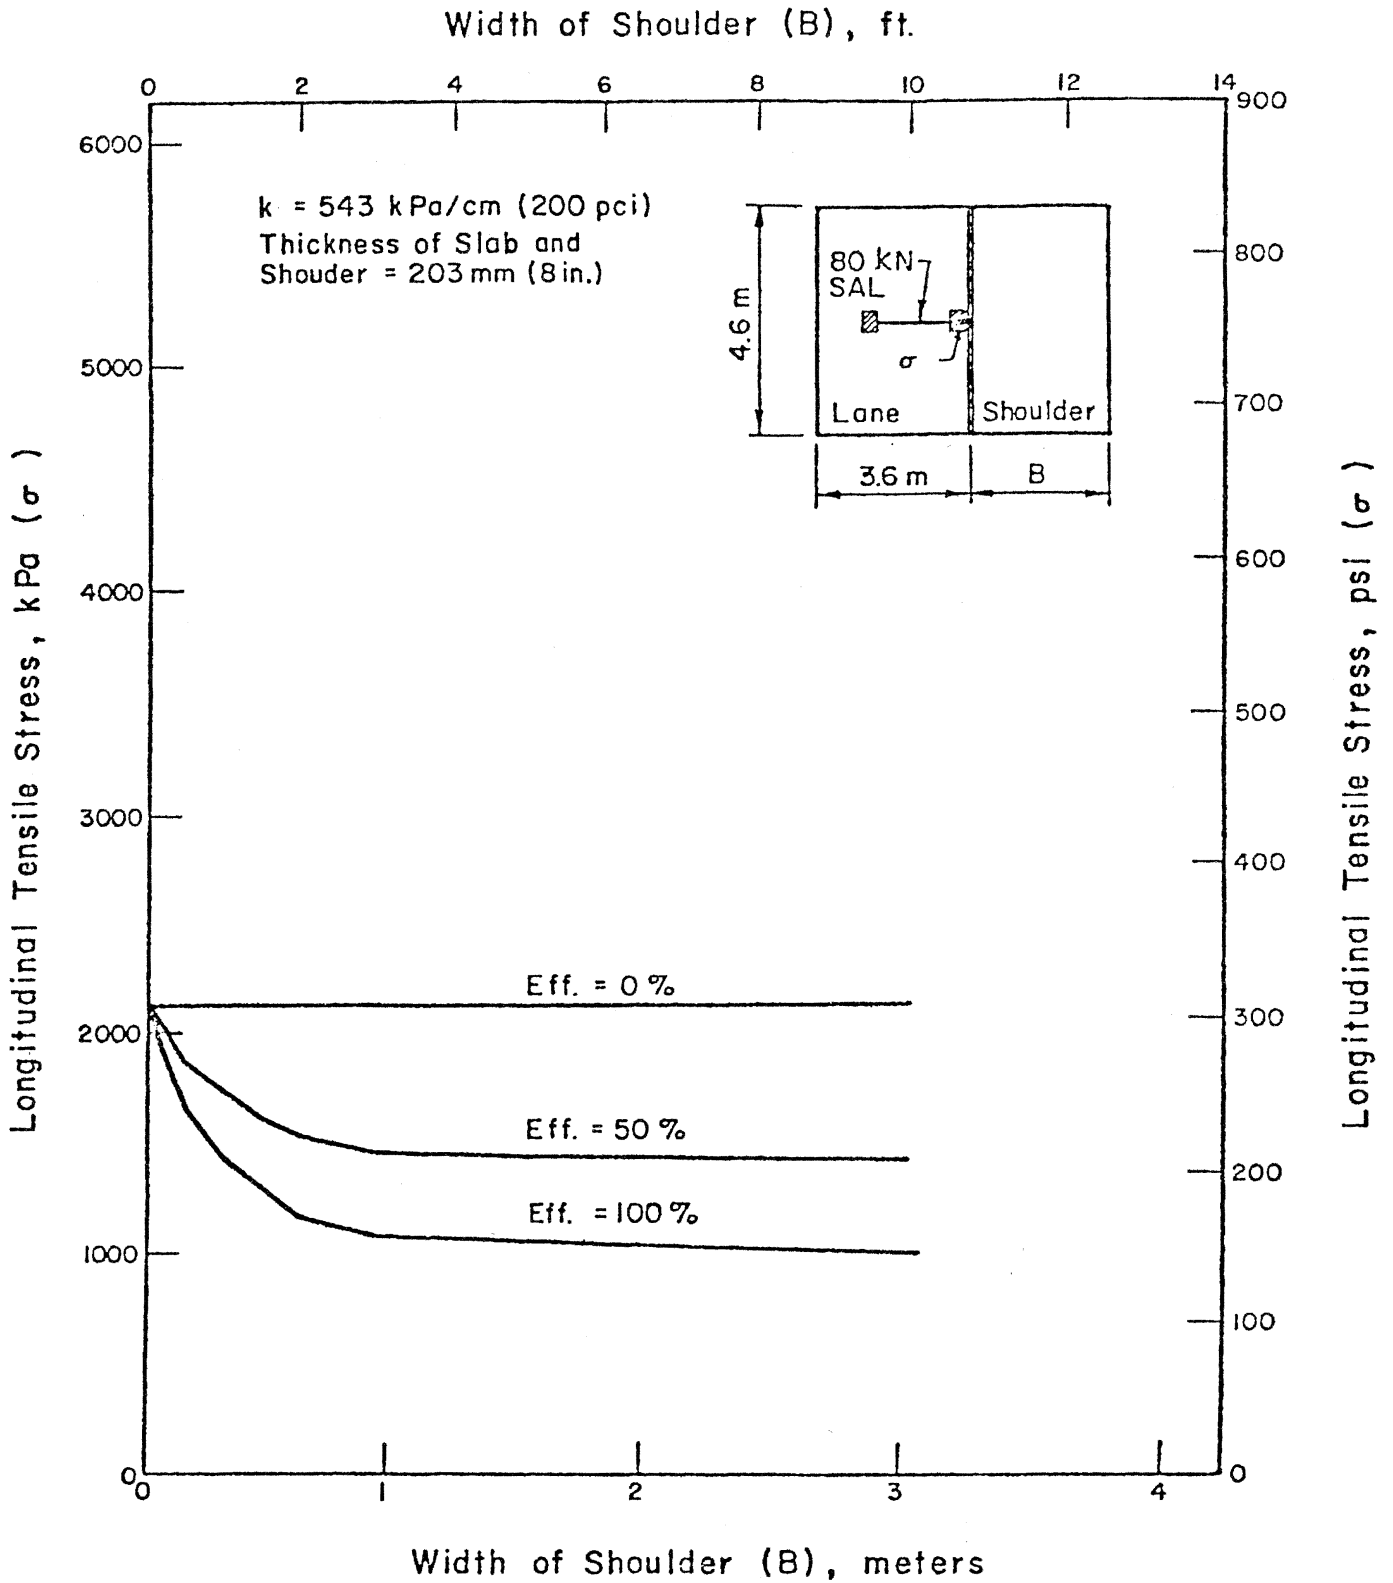 Width of Shoulder (B), ft.
0 2 4 6 8 10 12 14
900
6000
k = 543 kPa/cm (200 pci)
Thickness of Slab and
Shouder = 203 mm (8 in.)
800
80 kN
SAL
4.6 m
σ
5000
700
Lane
Shoulder
3.6 m
B
600
4000
500
3000
400
Eff. = 0 %
300
2000
Eff. = 50 %
200
Eff. = 100 %
1000
100
0
0
0 1 2 3 4
Width of Shoulder (B), meters
Longitudinal Tensile Stress, kPa (σ )
Longitudinal Tensile Stress, psi (σ )